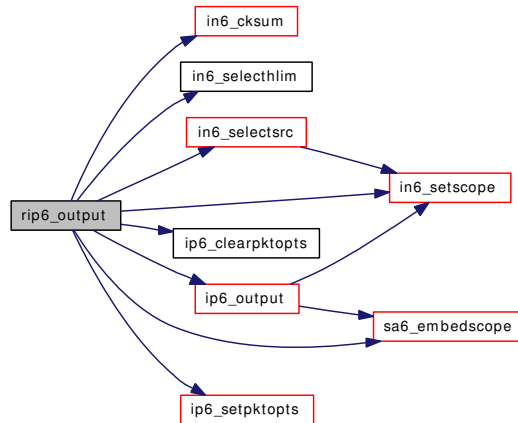 in6_cksum
in6_selecthlim
in6_selectsrc
in6_setscope
rip6_output
ip6_clearpktopts
ip6_output
sa6_embedscope
ip6_setpktopts